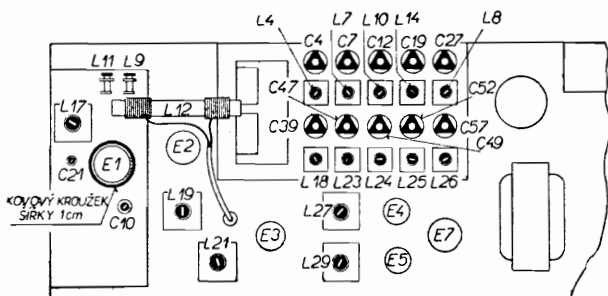 L4 L7 L10 L14 L8
C4 C7 C12 C19 C27
L11 L9
C47 C52
L12
L17
C39 C57
C49
E1 E2
C21
L18 L23 L24 L25 L26
KOVOVÝ KROUŽEK
ŠÍŘKY 1cm
C10
L19 L27 E4
L21 E3 E7
L29 E5